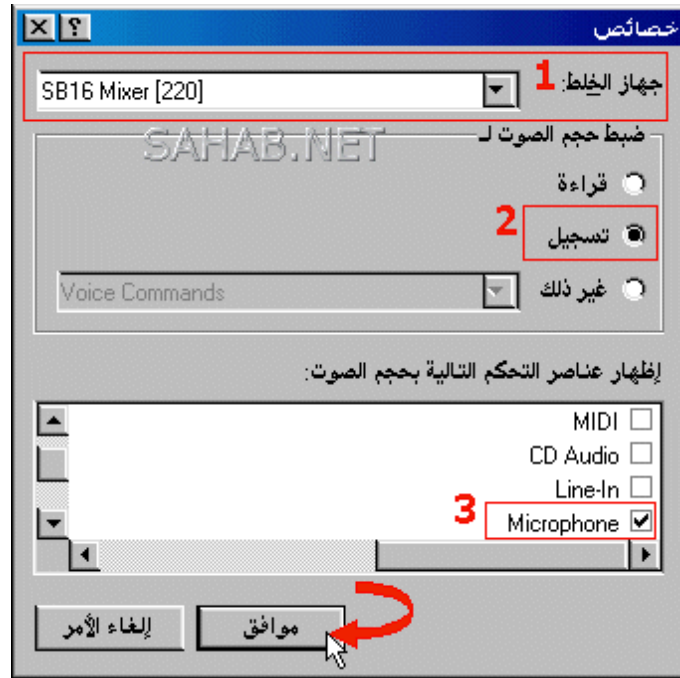 خصائص
جهاز الخلط: 1
SB16 Mixer [220]
SAHAB.NET
ضبط حجم الصوت لـ
قراءة
تسجيل 2
غير ذلك
Voice Commands
إظهار عناصر التحكم التالية بحجم الصوت:
MIDI
CD Audio
Line-In
Microphone 3
موافق
إلغاء الأمر